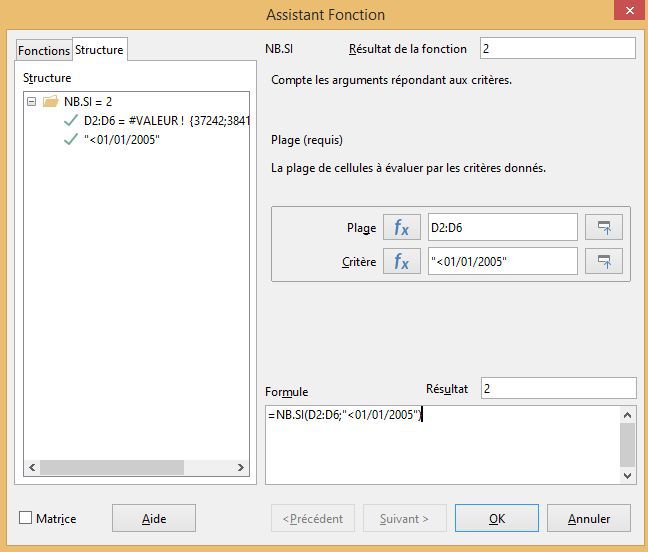 Assistant Fonction
Fonctions
Structure
Structure
NB.SI = 2
D2:D6 = #VALEUR ! {37242;3841
"<01/01/2005"
NB.SI
Résultat de la fonction
2
Compte les arguments répondant aux critères.
Plage (requis)
La plage de cellules à évaluer par les critères donnés.
Plage
fx
D2:D6
Critère
fx
"<01/01/2005"
Formule
Résultat
2
=NB.SI(D2:D6;"<01/01/2005")
Matrice
Aide
<Précédent
Suivant >
OK
Annuler